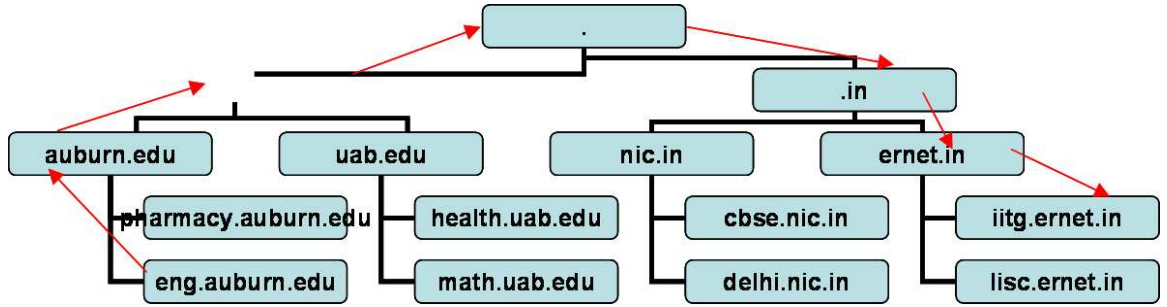 .
.in
auburn.edu
uab.edu
nic.in
ernet.in
pharmacy.auburn.edu
health.uab.edu
cbse.nic.in
iitg.ernet.in
eng.auburn.edu
math.uab.edu
delhi.nic.in
lisc.ernet.in